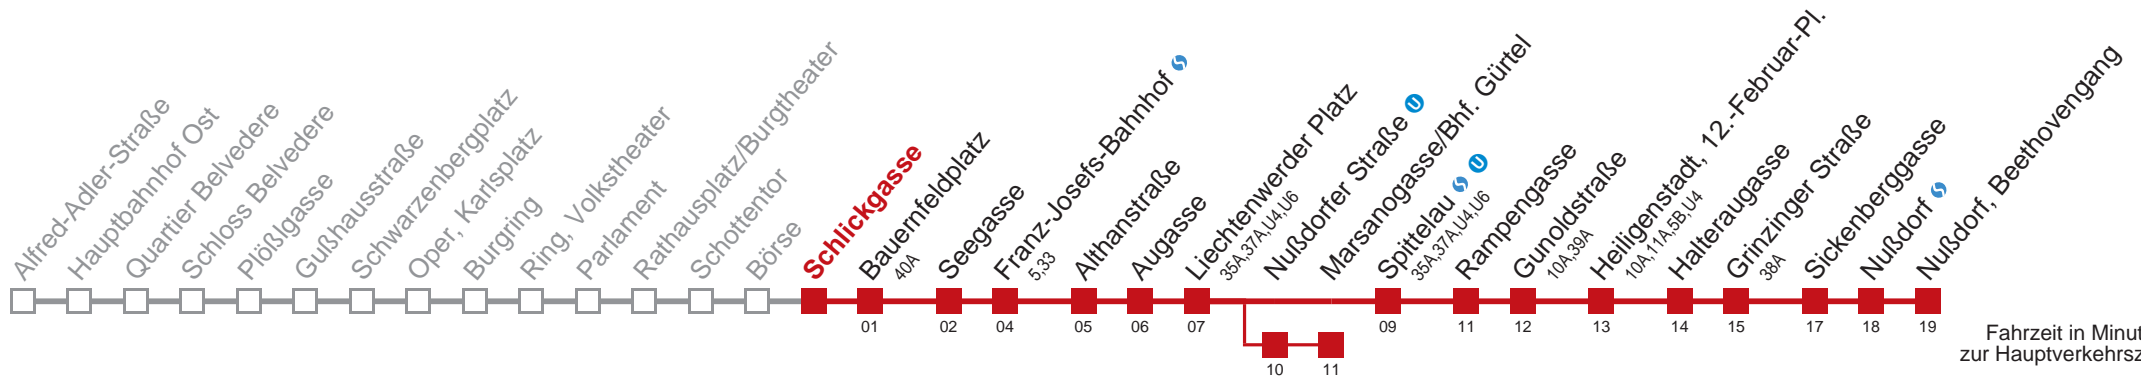 Alfred-Adler-Straße
Hauptbahnhof Ost
Quartier Belvedere
Schloss Belvedere
Plößlgasse
Gußhausstraße
Schwarzenbergplatz
Oper, Karlsplatz
Burgring
Ring, Volkstheater
Parlament
Rathausplatz/Burgtheater
Schottentor
Börse
Schlickgasse
Bauernfeldplatz
40A
Seegasse
Franz-Josefs-Bahnhof S
5,33
Althanstraße
Augasse
Liechtenwerder Platz
35A,37A,U4,U6
Nußdorfer Straße U
Marsanogasse/Bhf. Gürtel
Spittelau S U
35A,37A,U4,U6
Rampengasse
Gunoldstraße
10A,39A
Heiligenstadt, 12.-Februar-Pl.
10A,11A,5B,U4
Halteraugasse
Grinzinger Straße
38A
Sickenberggasse
Nußdorf S
Nußdorf, Beethovengang
01 02 04 05 06 07 09 11 12 13 14 15 17 18 19
10 11
Fahrzeit in Minut
zur Hauptverkehrsz